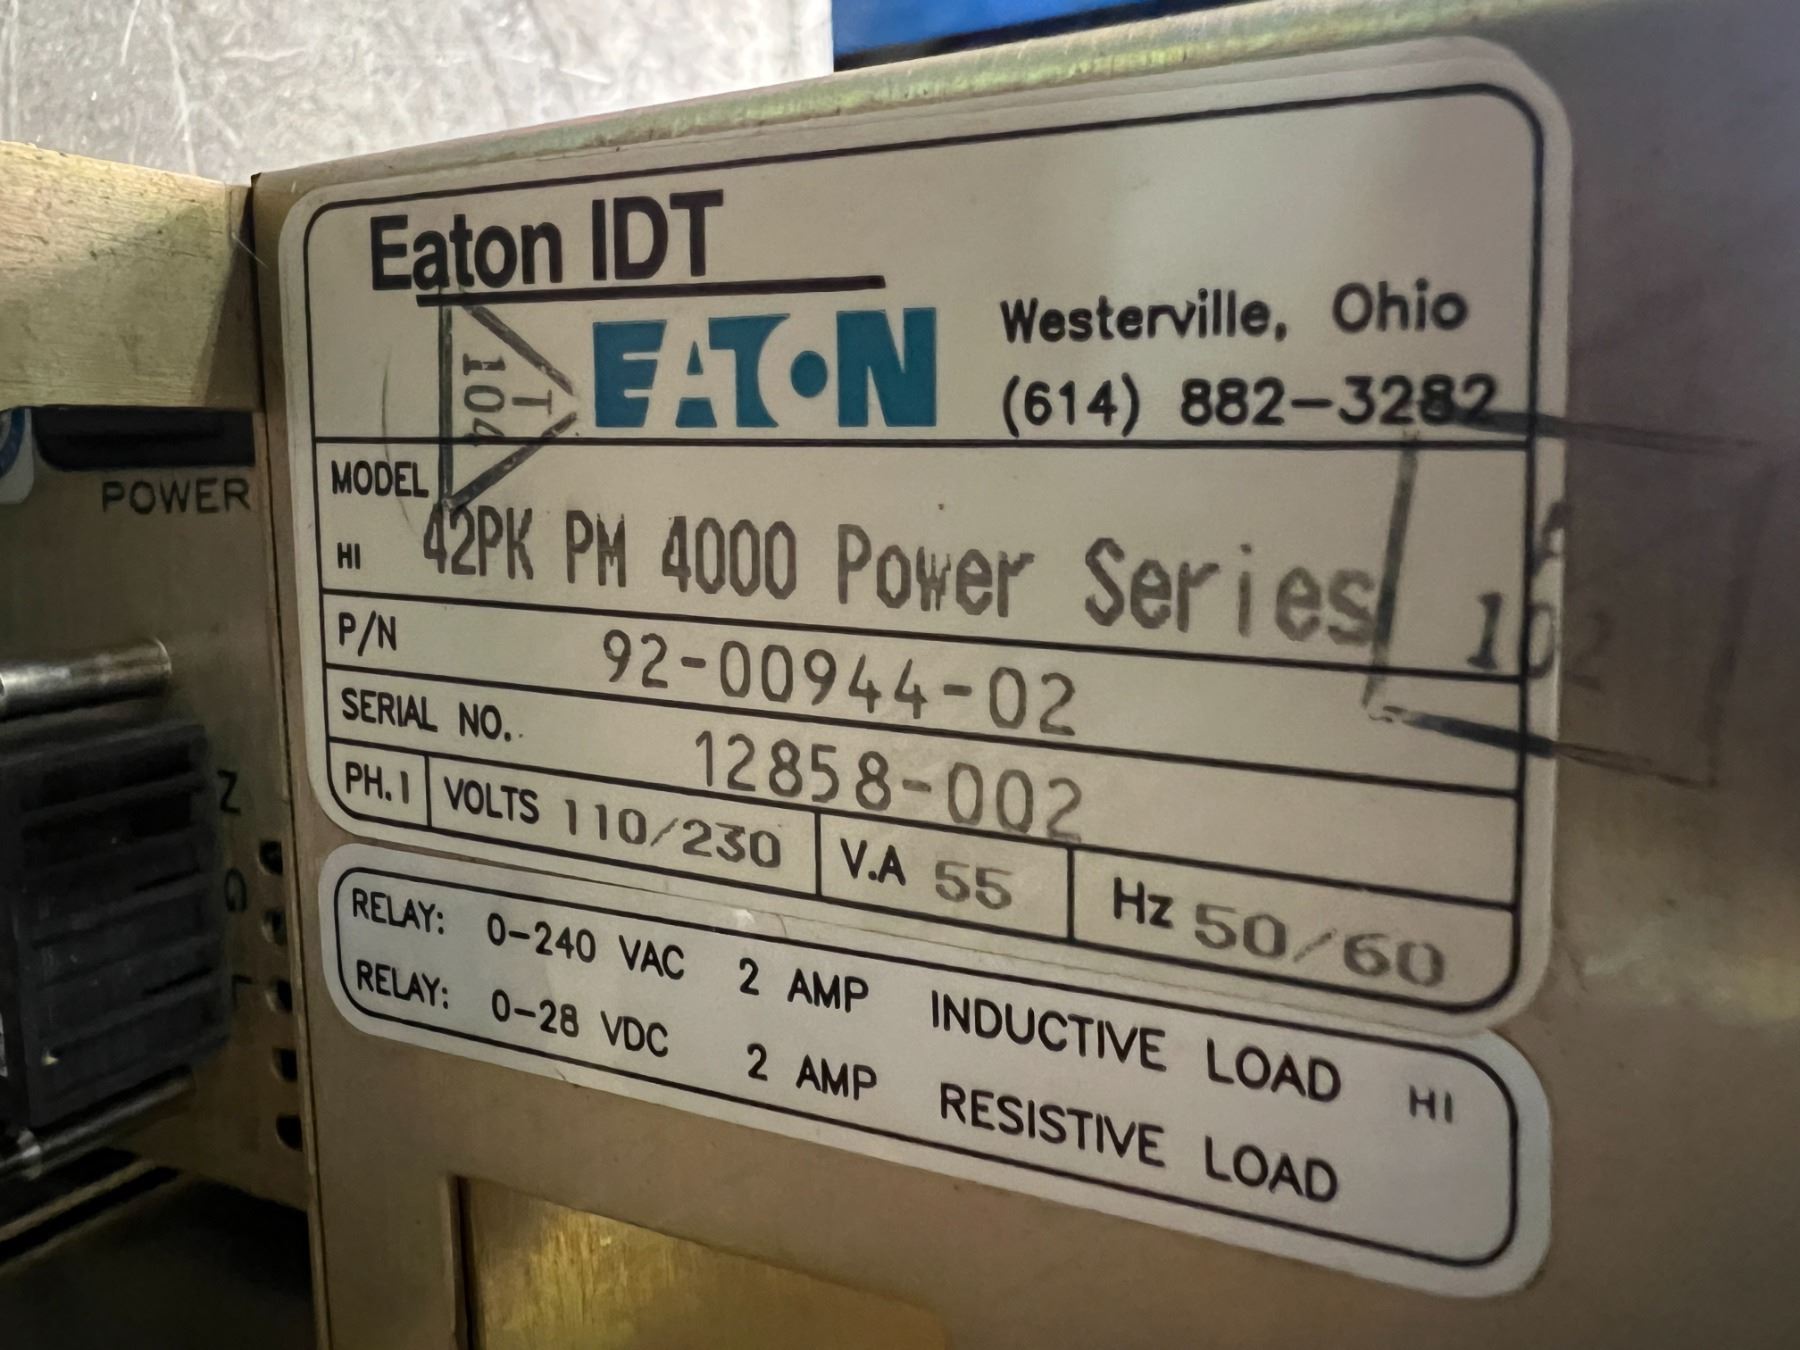 Eaton IDT
EATON
Westerville, Ohio
(614) 882-3282
T
104
MODEL
HI 42PK PM 4000 Power Series
102
P/N 92-00944-02
SERIAL NO. 12858-002
PH. 1 VOLTS 110/230 V.A 55 Hz 50/60
RELAY: 0-240 VAC 2 AMP INDUCTIVE LOAD HI
RELAY: 0-28 VDC 2 AMP RESISTIVE LOAD
POWER
N
G
L